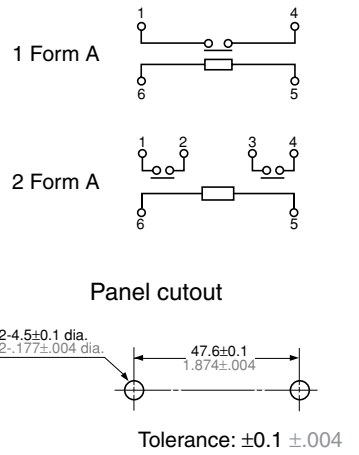 1 4
1 Form A
6 5
1 2 3 4
2 Form A
6 5
Panel cutout
2-4.5±0.1 dia.
2-.177±.004 dia.
47.6±0.1
1.874±.004
Tolerance: ±0.1 ±.004